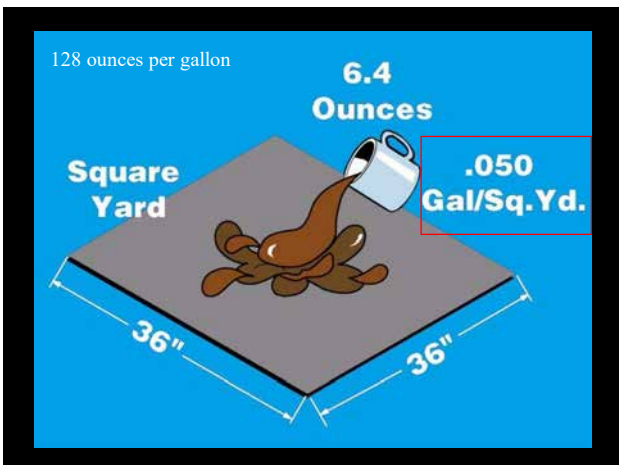 128 ounces per gallon
6.4
Ounces
Square
Yard
.050
Gal/Sq.Yd.
36"
36"